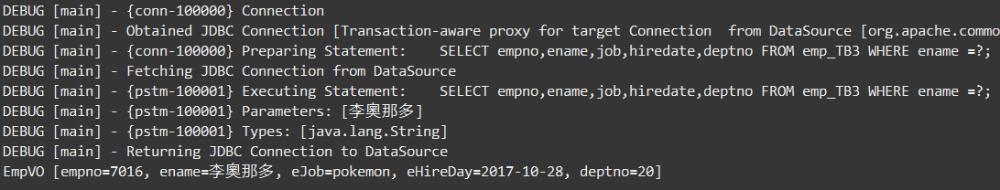 DEBUG [main] - {conn-100000} Connection
DEBUG [main] - Obtained JDBC Connection [Transaction-aware proxy for target Connection  from DataSource [org.apache.commo
DEBUG [main] - {conn-100000} Preparing Statement:    SELECT empno,ename,job,hiredate,deptno FROM emp_TB3 WHERE ename =?;
DEBUG [main] - Fetching JDBC Connection from DataSource
DEBUG [main] - {pstm-100001} Executing Statement:    SELECT empno,ename,job,hiredate,deptno FROM emp_TB3 WHERE ename =?;
DEBUG [main] - {pstm-100001} Parameters: [李奧那多]
DEBUG [main] - {pstm-100001} Types: [java.lang.String]
DEBUG [main] - Returning JDBC Connection to DataSource
EmpVO [empno=7016, ename=李奧那多, eJob=pokemon, eHireDay=2017-10-28, deptno=20]